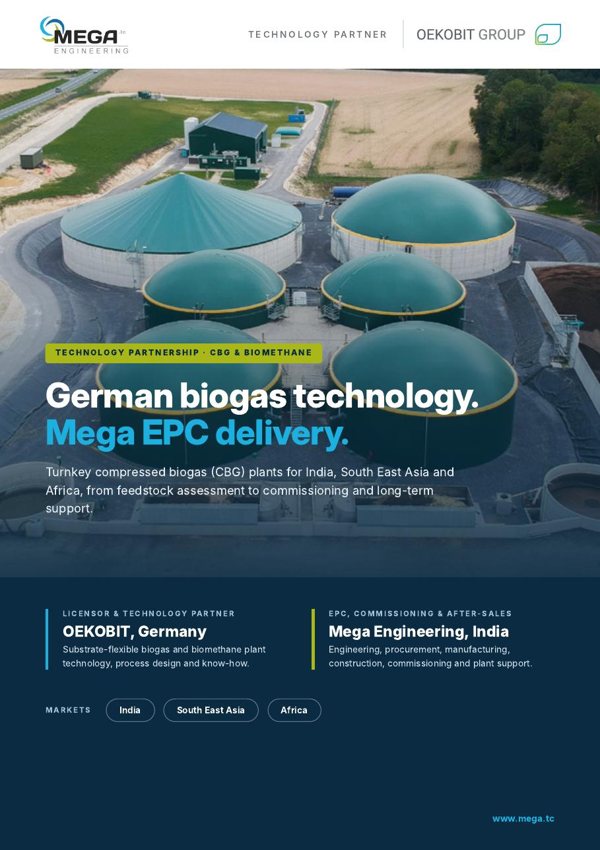 MEGA
ENGINEERING
TECHNOLOGY PARTNER
OEKOBIT GROUP
TECHNOLOGY PARTNERSHIP · CBG & BIOMETHANE
German biogas technology.
Mega EPC delivery.
Turnkey compressed biogas (CBG) plants for India, South East Asia and
Africa, from feedstock assessment to commissioning and long-term
support.
LICENSOR & TECHNOLOGY PARTNER
OEKOBIT, Germany
Substrate-flexible biogas and biomethane plant
technology, process design and know-how.
EPC, COMMISSIONING & AFTER-SALES
Mega Engineering, India
Engineering, procurement, manufacturing,
construction, commissioning and plant support.
MARKETS India South East Asia Africa
www.mega.tc